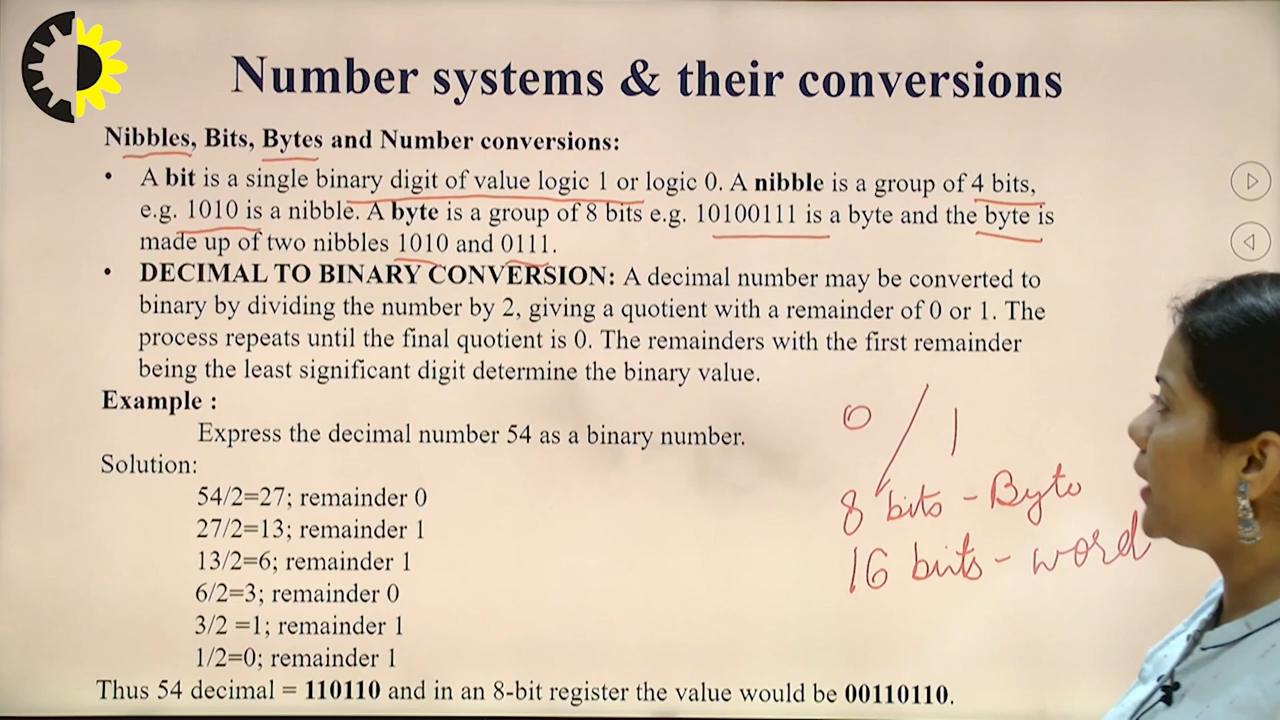 Number systems & their conversions
Nibbles, Bits, Bytes and Number conversions:
• A bit is a single binary digit of value logic 1 or logic 0. A nibble is a group of 4 bits,
e.g. 1010 is a nibble. A byte is a group of 8 bits e.g. 10100111 is a byte and the byte is
made up of two nibbles 1010 and 0111.
• DECIMAL TO BINARY CONVERSION: A decimal number may be converted to
binary by dividing the number by 2, giving a quotient with a remainder of 0 or 1. The
process repeats until the final quotient is 0. The remainders with the first remainder
being the least significant digit determine the binary value.
Example :
Express the decimal number 54 as a binary number.
Solution:
54/2=27; remainder 0
27/2=13; remainder 1
13/2=6; remainder 1
6/2=3; remainder 0
3/2 =1; remainder 1
1/2=0; remainder 1
Thus 54 decimal = 110110 and in an 8-bit register the value would be 00110110.
0 / 1
8 bits - Byte
16 bits - word